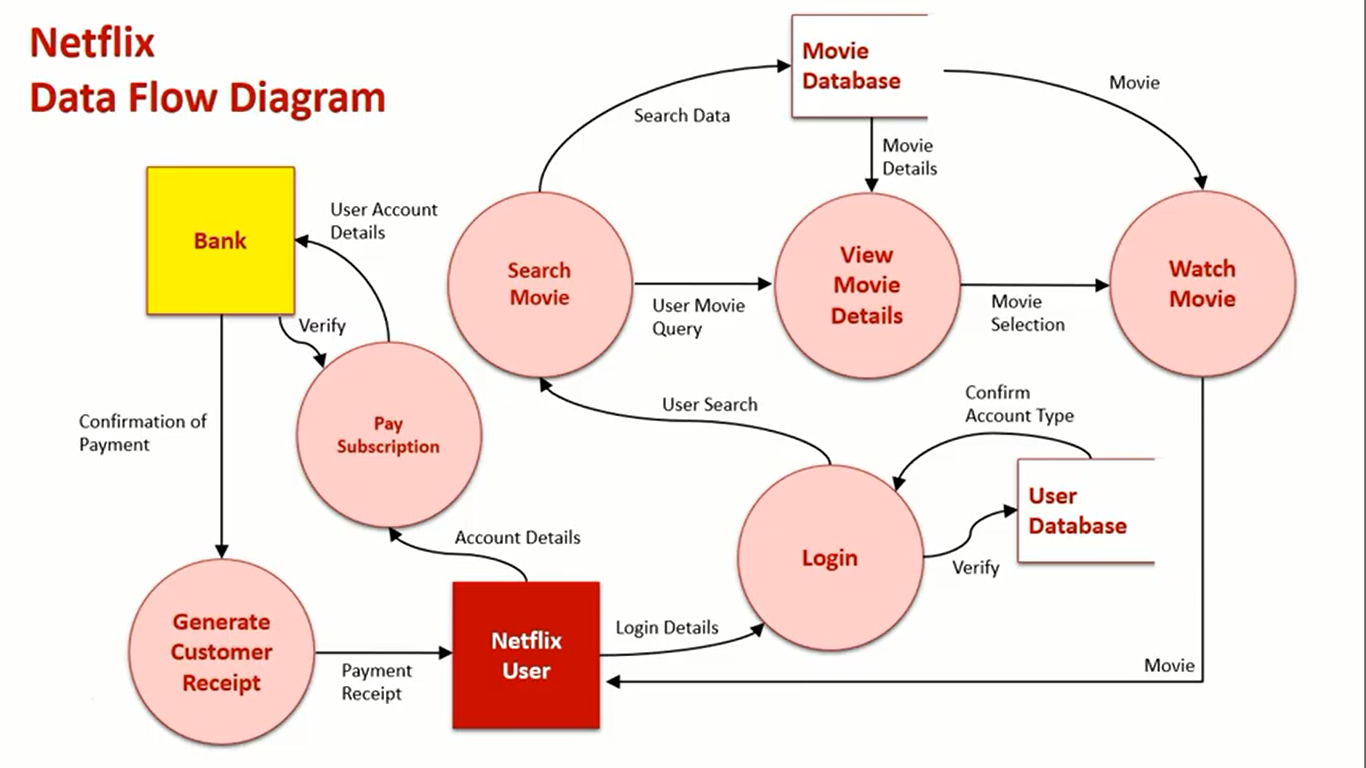 Netflix
Data Flow Diagram
Movie
Database
Movie
Search Data
Movie
Details
Bank
User Account
Details
Search
Movie
View
Movie
Details
Watch
Movie
User Movie
Query
Movie
Selection
Verify
Confirmation of
Payment
Pay
Subscription
User Search
Confirm
Account Type
User
Database
Account Details
Login
Verify
Generate
Customer
Receipt
Netflix
User
Login Details
Payment
Receipt
Movie